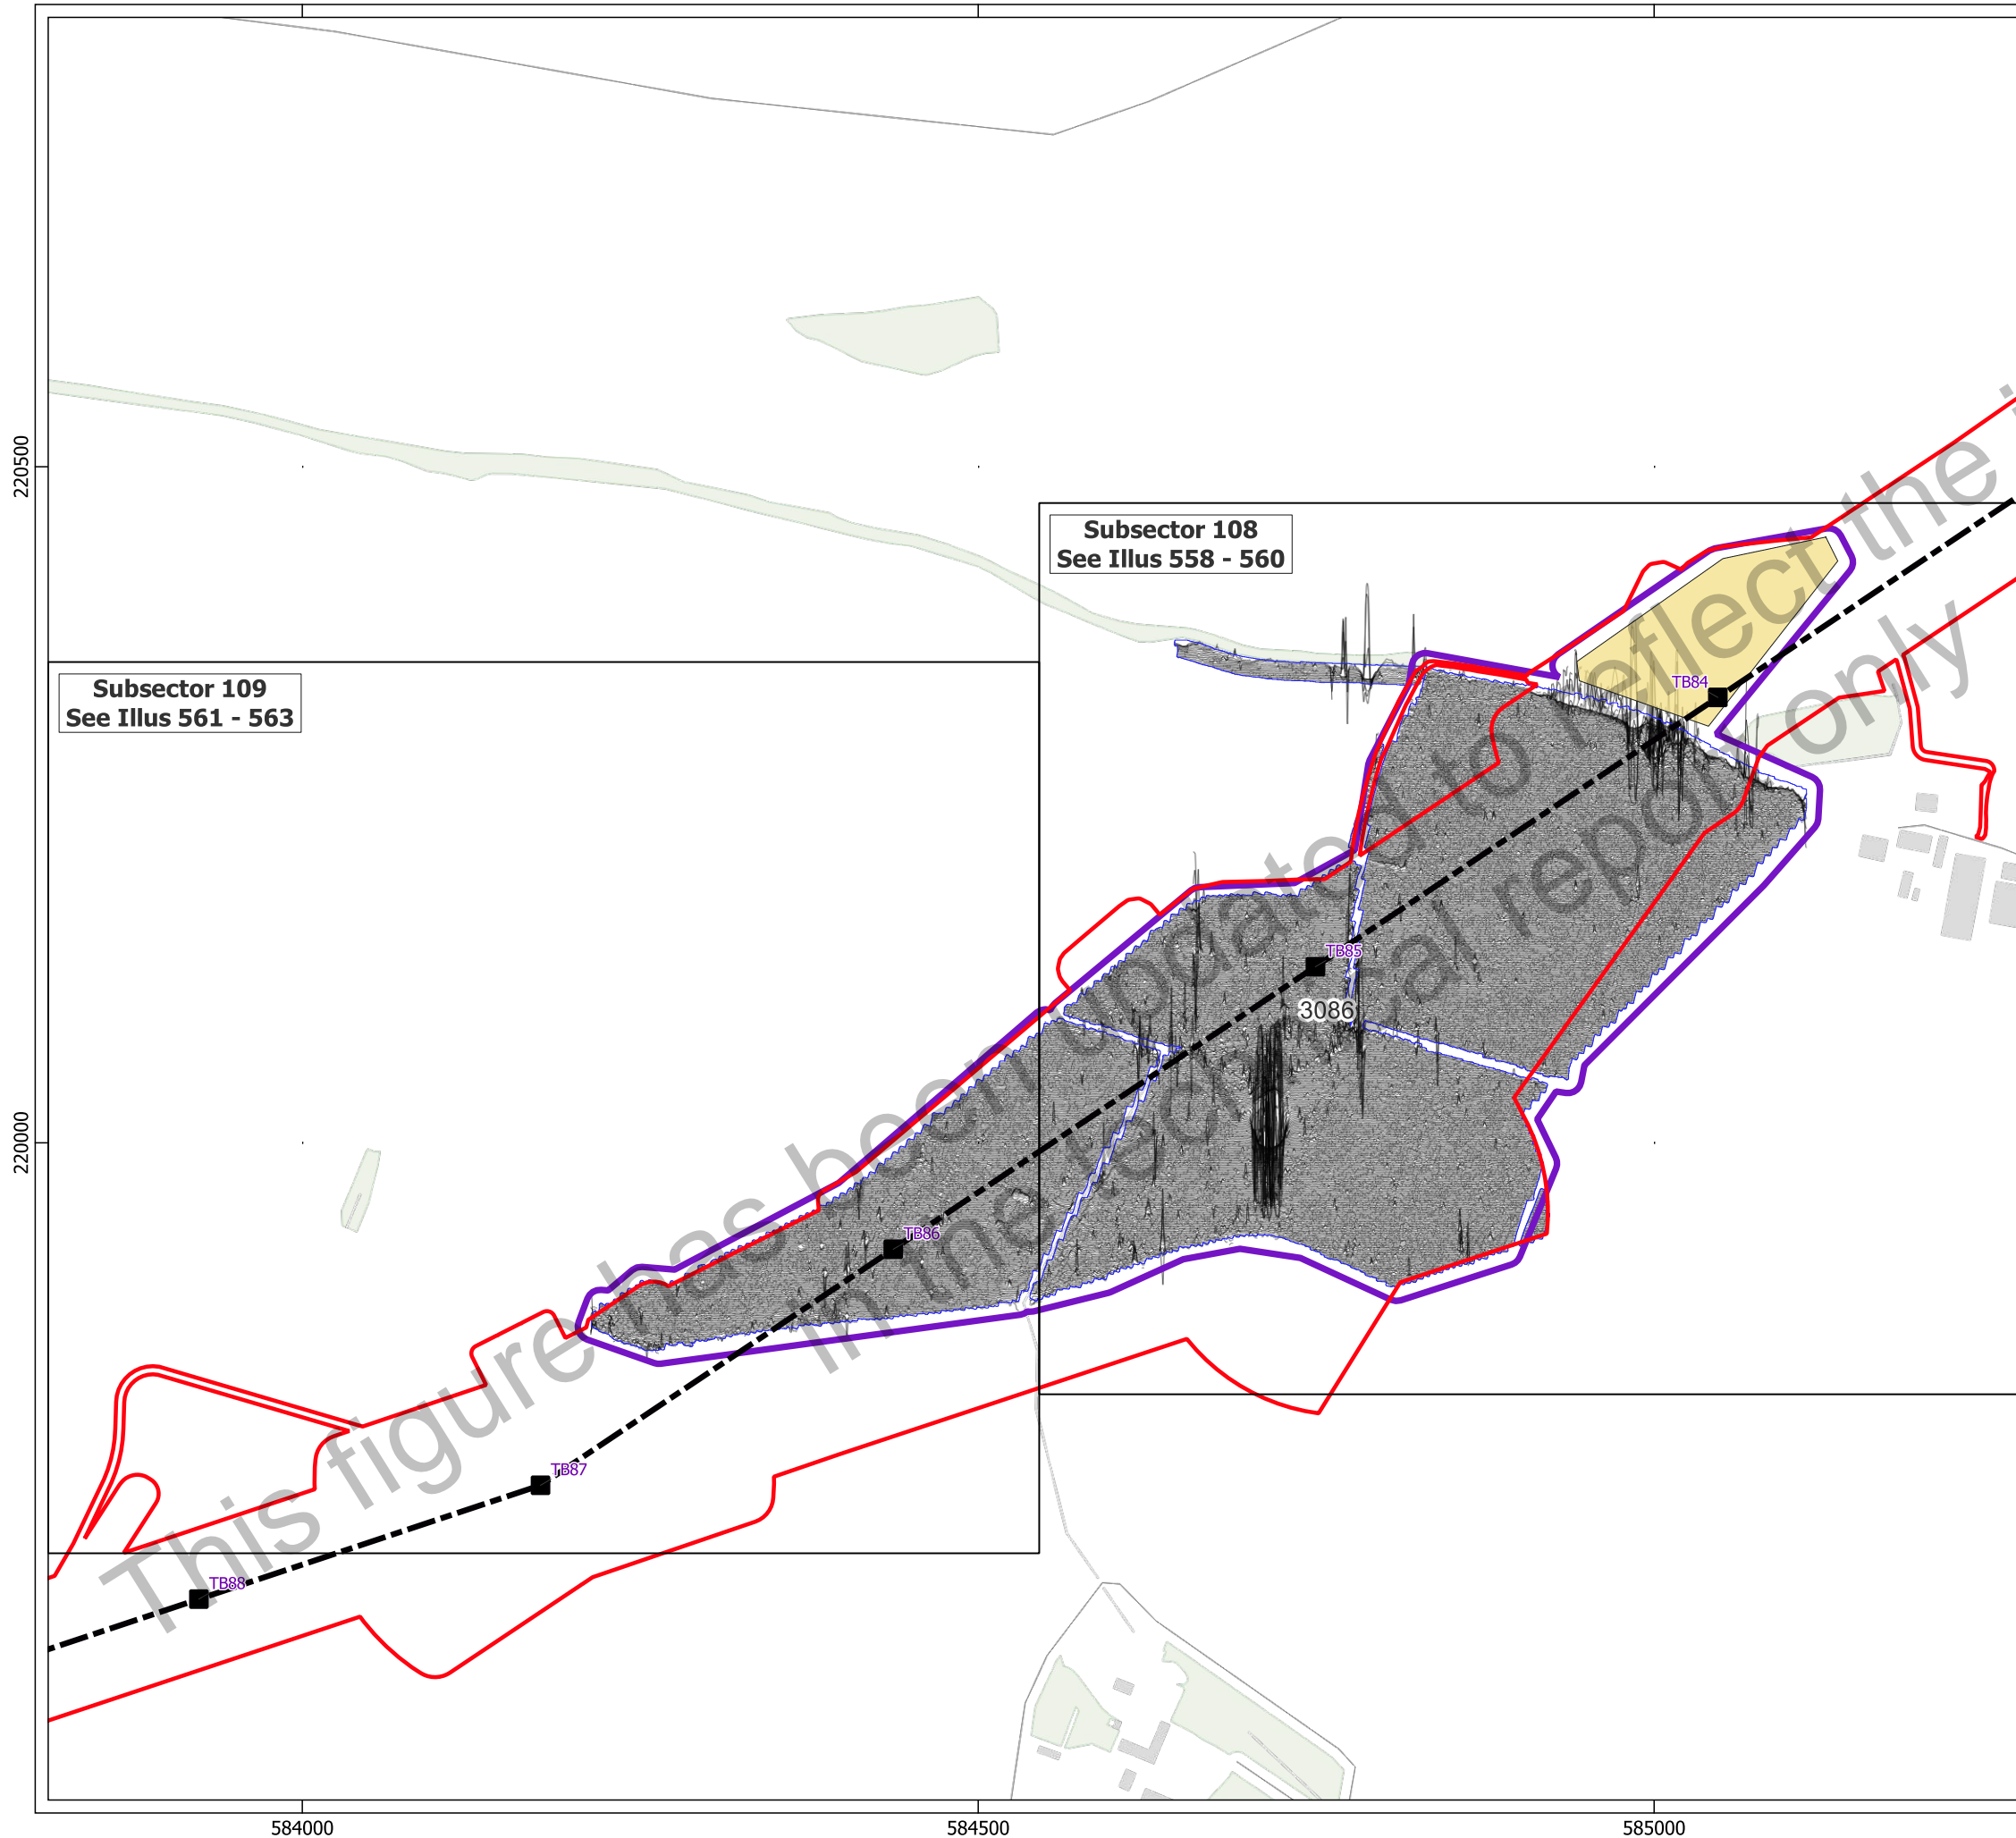 220500
Subsector 108
See Illus 558 - 560
Subsector 109
See Illus 561 - 563
TB84
TB85
3086
220000
TB86
TB87
TB88
This figure has been updated to reflect the
in the technical report only
584000
584500
585000